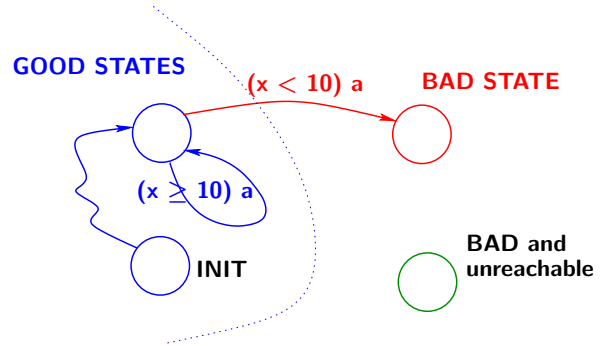 GOOD STATES
(x < 10) a
BAD STATE
(x ≥ 10) a
INIT
BAD and
unreachable